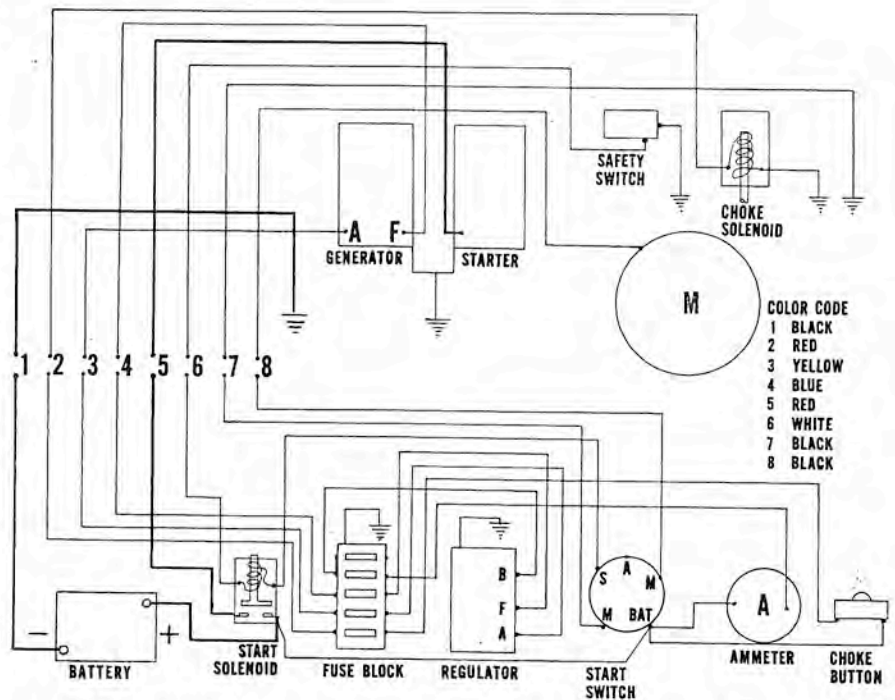 SAFETY
SWITCH
CHOKE
SOLENOID
A F
GENERATOR
STARTER
M
COLOR CODE
1 BLACK
2 RED
3 YELLOW
4 BLUE
5 RED
6 WHITE
7 BLACK
8 BLACK
1 2 3 4 5 6 7 8
- +
BATTERY
START
SOLENOID
FUSE BLOCK
B
F
A
REGULATOR
S A M
M BAT
START
SWITCH
A
AMMETER
CHOKE
BUTTON